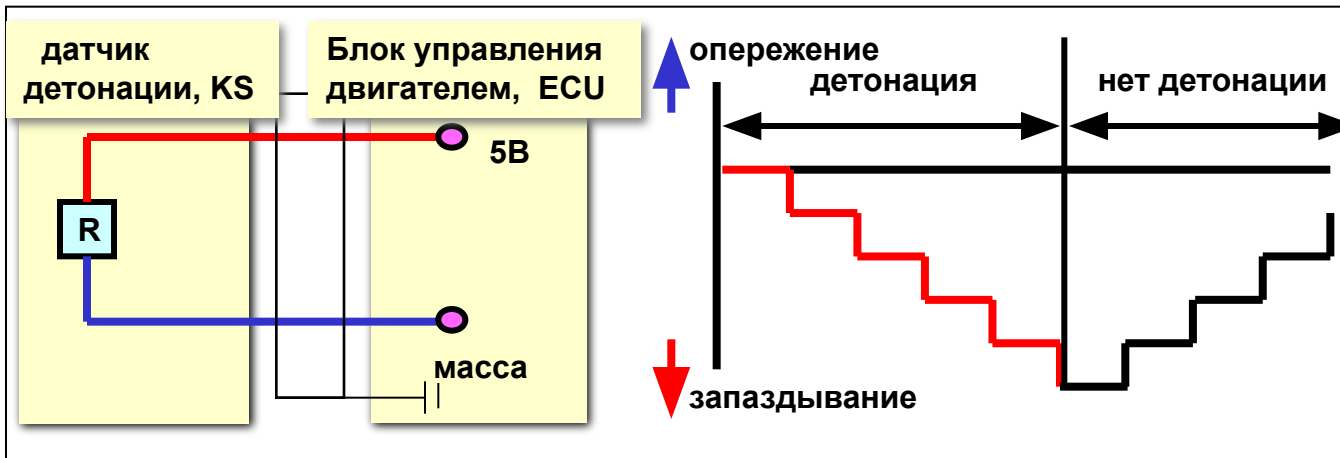 датчик
детонации, KS
Блок управления
двигателем, ECU
5В
R
масса
опережение
детонация
нет детонации
запаздывание